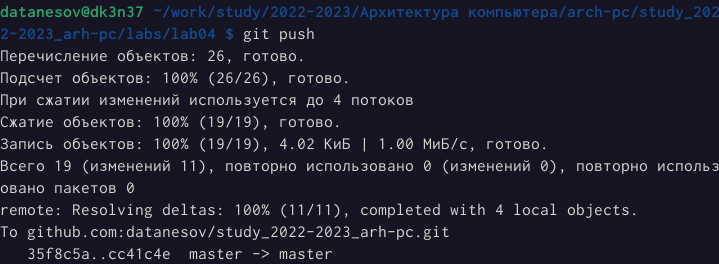 datanesov@dk3n37 ~/work/study/2022-2023/Архитектура компьютера/arch-pc/study_202
2-2023_arh-pc/labs/lab04 $ git push
Перечисление объектов: 26, готово.
Подсчет объектов: 100% (26/26), готово.
При сжатии изменений используется до 4 потоков
Сжатие объектов: 100% (19/19), готово.
Запись объектов: 100% (19/19), 4.02 КиБ | 1.00 МиБ/с, готово.
Всего 19 (изменений 11), повторно использовано 0 (изменений 0), повторно использ
овано пакетов 0
remote: Resolving deltas: 100% (11/11), completed with 4 local objects.
To github.com:datanesov/study_2022-2023_arh-pc.git
   35f8c5a..cc41c4e  master -> master